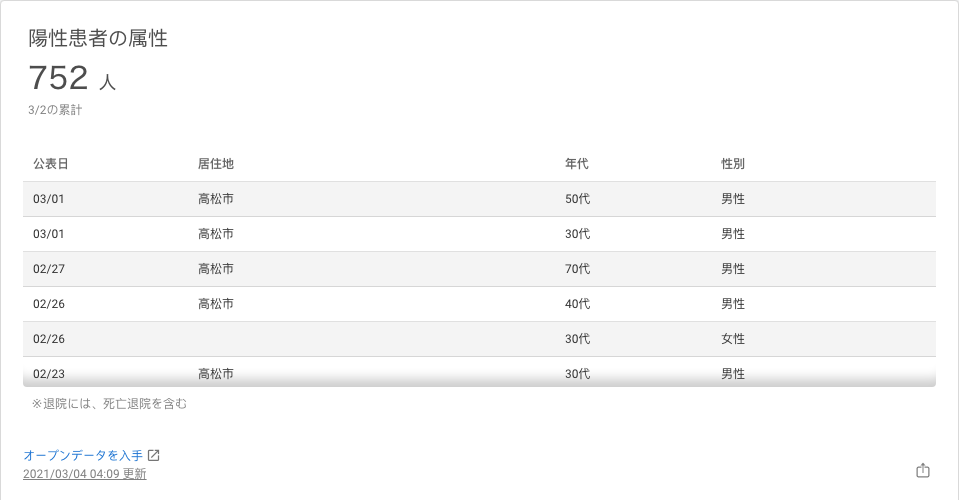 陽性患者の属性
752 人
3/2の累計
公表日 居住地 年代 性別
03/01 高松市 50代 男性
03/01 高松市 30代 男性
02/27 高松市 70代 男性
02/26 高松市 40代 男性
02/26 30代 女性
02/23 高松市 30代 男性
※退院には、死亡退院を含む
オープンデータを入手
2021/03/04 04:09 更新